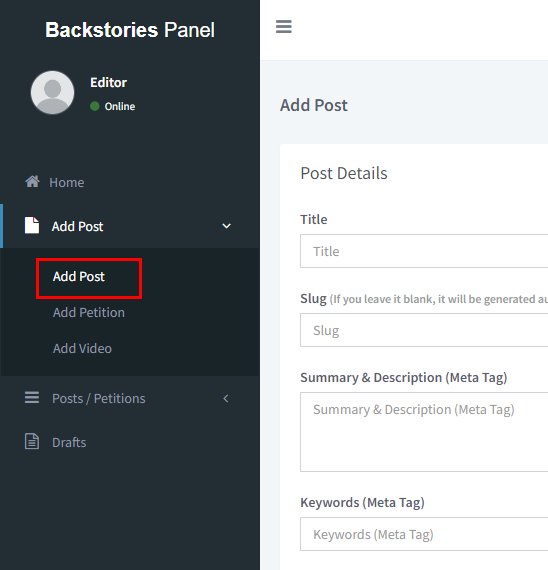 Backstories Panel
Editor
Online
Home
Add Post
Add Post
Add Petition
Add Video
Posts / Petitions
Drafts
Add Post
Post Details
Title
Title
Slug (If you leave it blank, it will be generated au
Slug
Summary & Description (Meta Tag)
Summary & Description (Meta Tag)
Keywords (Meta Tag)
Keywords (Meta Tag)